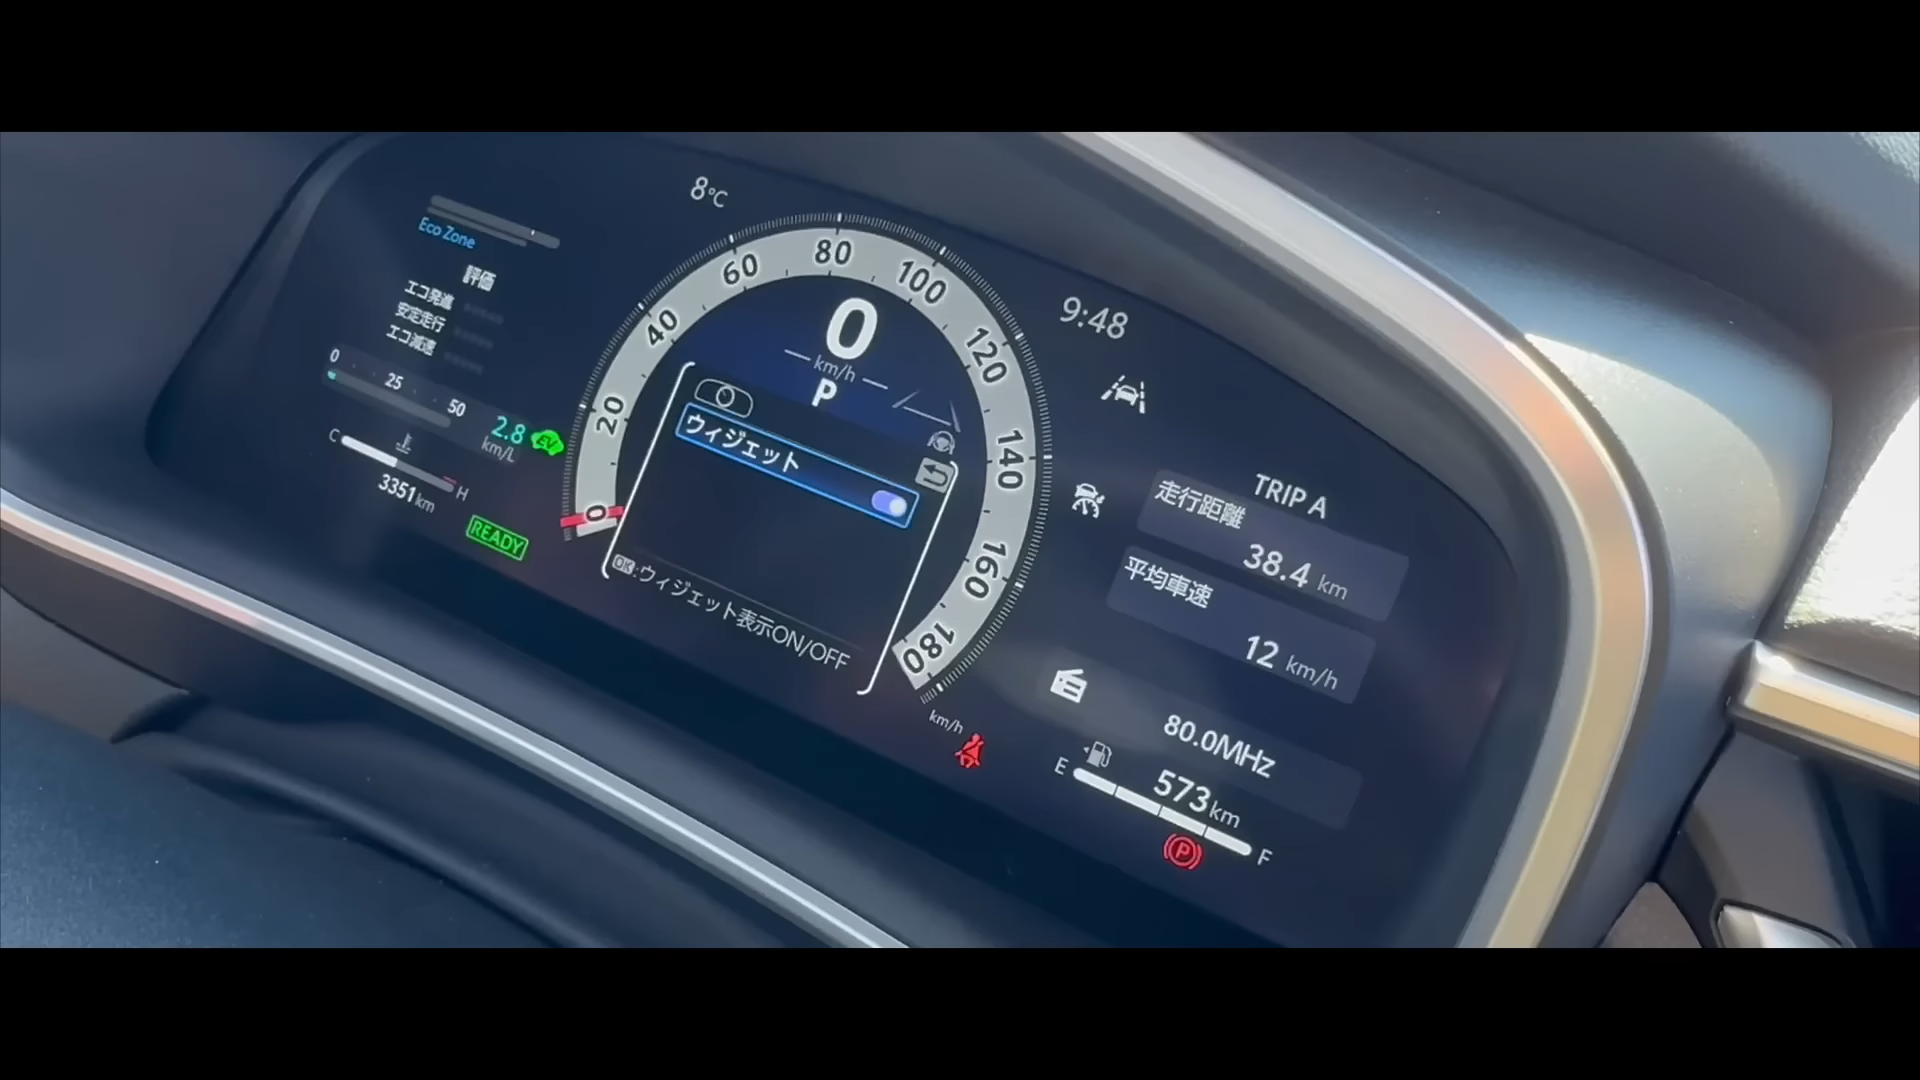 8℃
Eco Zone
評価
エコ発進
安定走行
エコ減速
0 25 50
2.8 km/L
EV
C H
3351km
READY
0 20 40 60 80 100 120 140 160 180
km/h
0
km/h
P
ウィジェット
OK:ウィジェット表示ON/OFF
9:48
TRIP A
走行距離
38.4 km
平均車速
12 km/h
80.0MHz
573km
E F
P